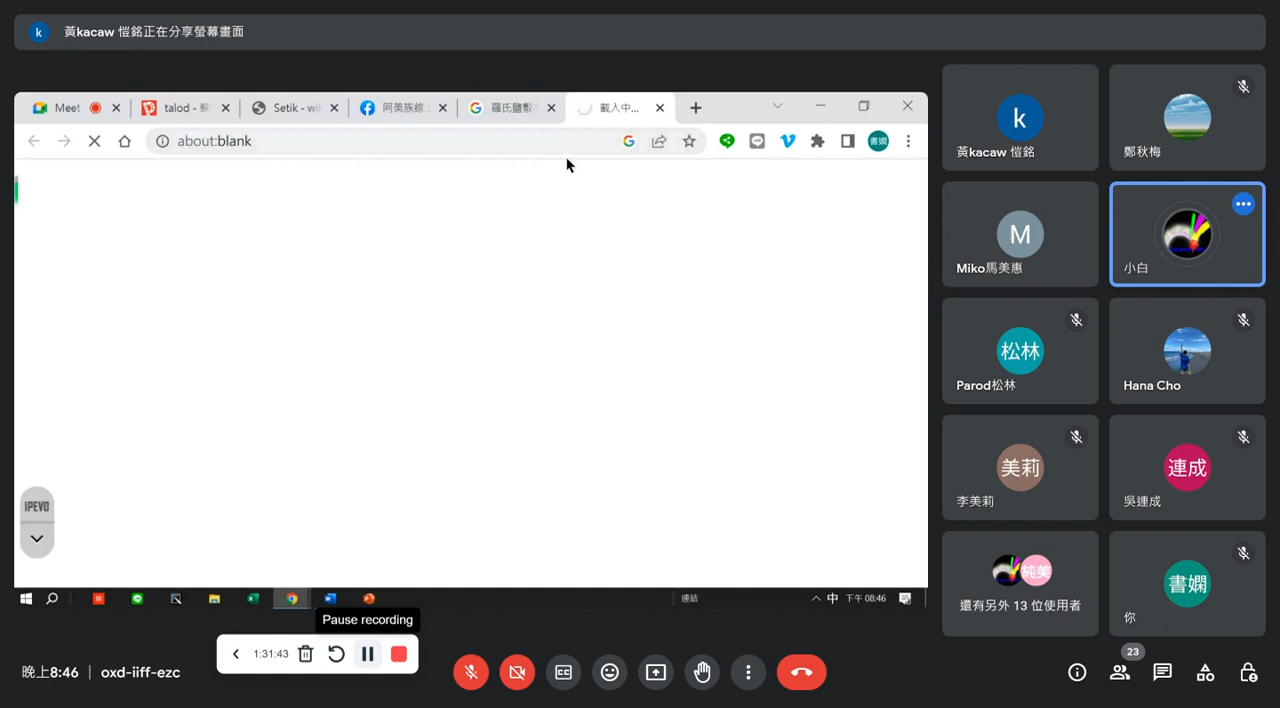 k 黃kacaw 愷銘正在分享螢幕畫面
Meet
talod -
Setik - wi
阿美族線
羅氏鹽
載入中...
about:blank
書嫻
IPEVO
連結
中
下午 08:46
k
黃kacaw 愷銘
鄭秋梅
M
Miko馬美惠
小白
松林
Parod松林
Hana Cho
美莉
李美莉
連成
吳連成
純美
還有另外 13 位使用者
書嫻
你
Pause recording
1:31:43
晚上8:46 | oxd-iiff-ezc
23